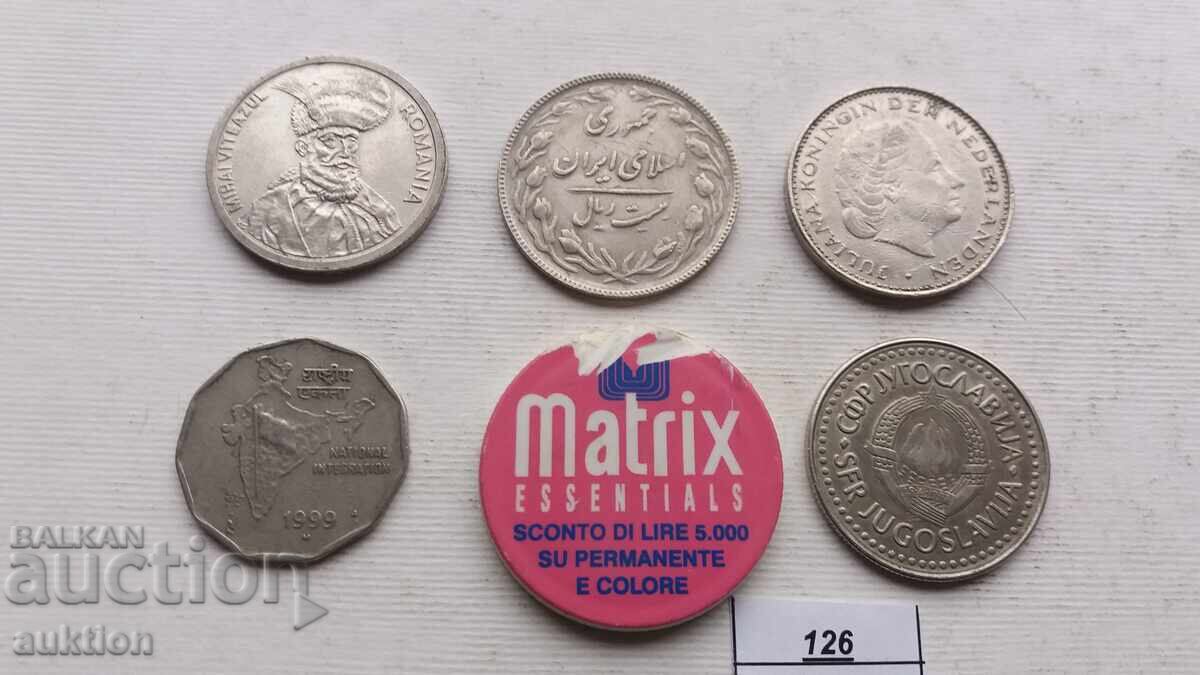 MIHAI VITEAZUL
ROMANIA
جمهوری
اسلامی ایران
بیست ریال
JULIANA KONINGIN DER NEDERLANDEN
राष्ट्रीय
एकता
NATIONAL
INTEGRATION
1999
matrix
ESSENTIALS
SCONTO DI LIRE 5.000
SU PERMANENTE
E COLORE
СФР ЈУГОСЛАВИЈА
SFR JUGOSLAVIJA
126
BALKAN
auction
auktion